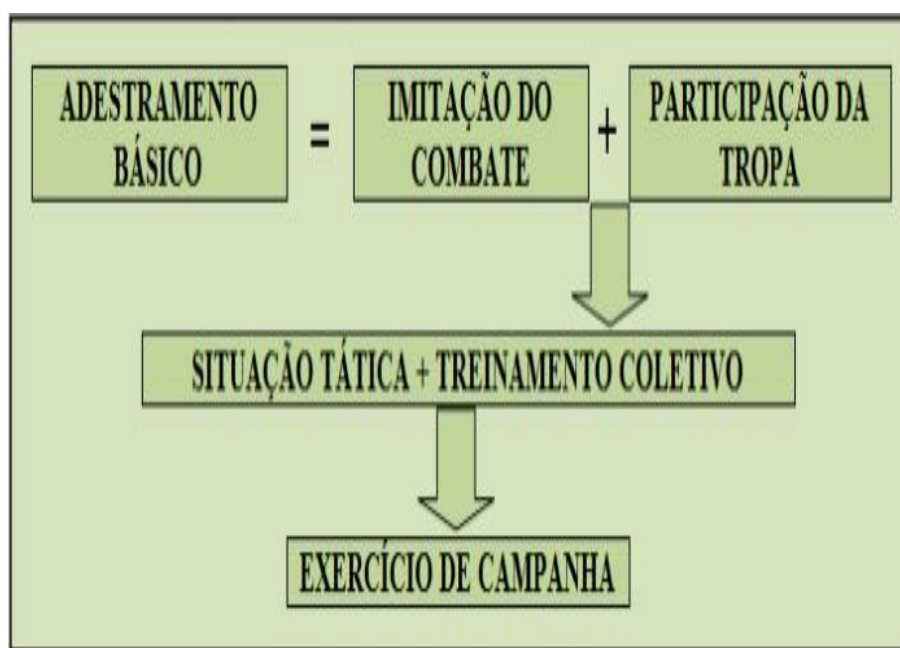 ADESTRAMENTO
BÁSICO
=
IMITAÇÃO DO
COMBATE
+
PARTICIPAÇÃO DA
TROPA
SITUAÇÃO TÁTICA + TREINAMENTO COLETIVO
EXERCÍCIO DE CAMPANHA